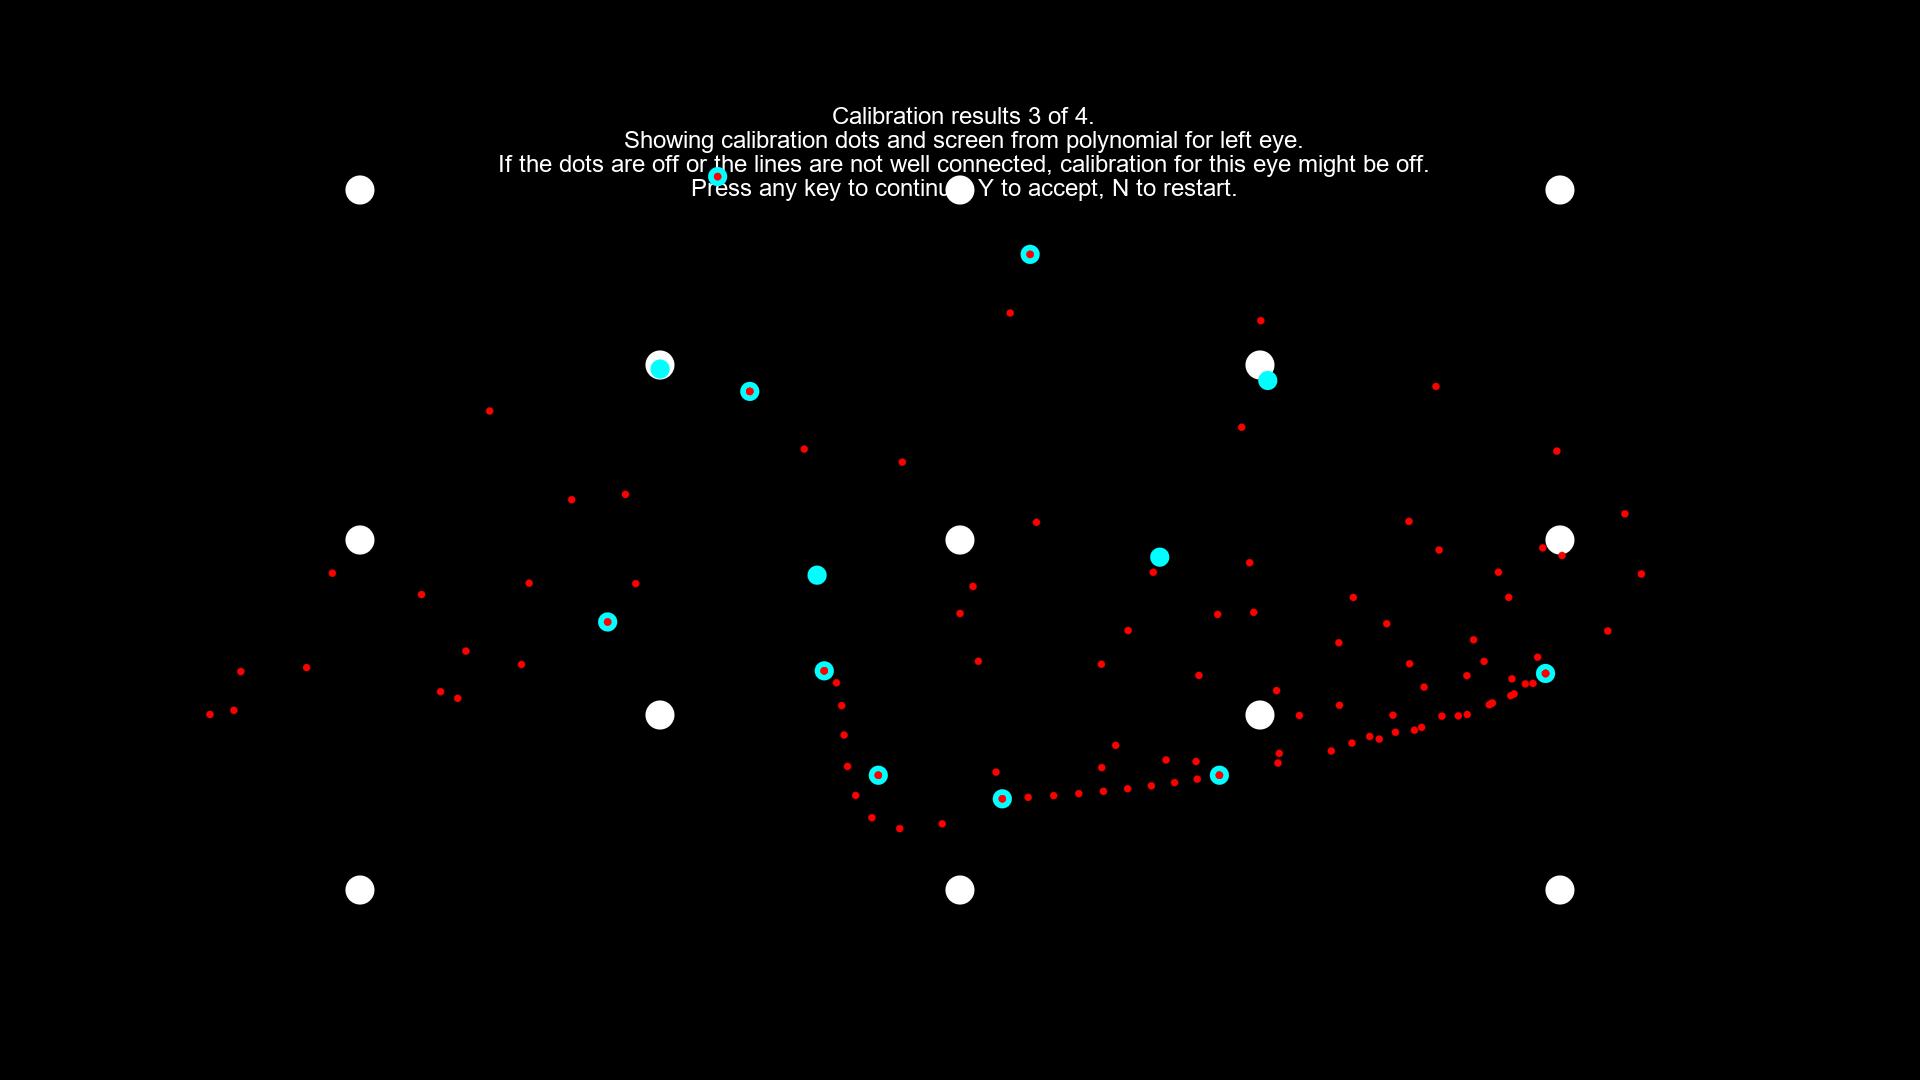 Calibration results 3 of 4.
Showing calibration dots and screen from polynomial for left eye.
If the dots are off or the lines are not well connected, calibration for this eye might be off.
Press any key to continue, Y to accept, N to restart.